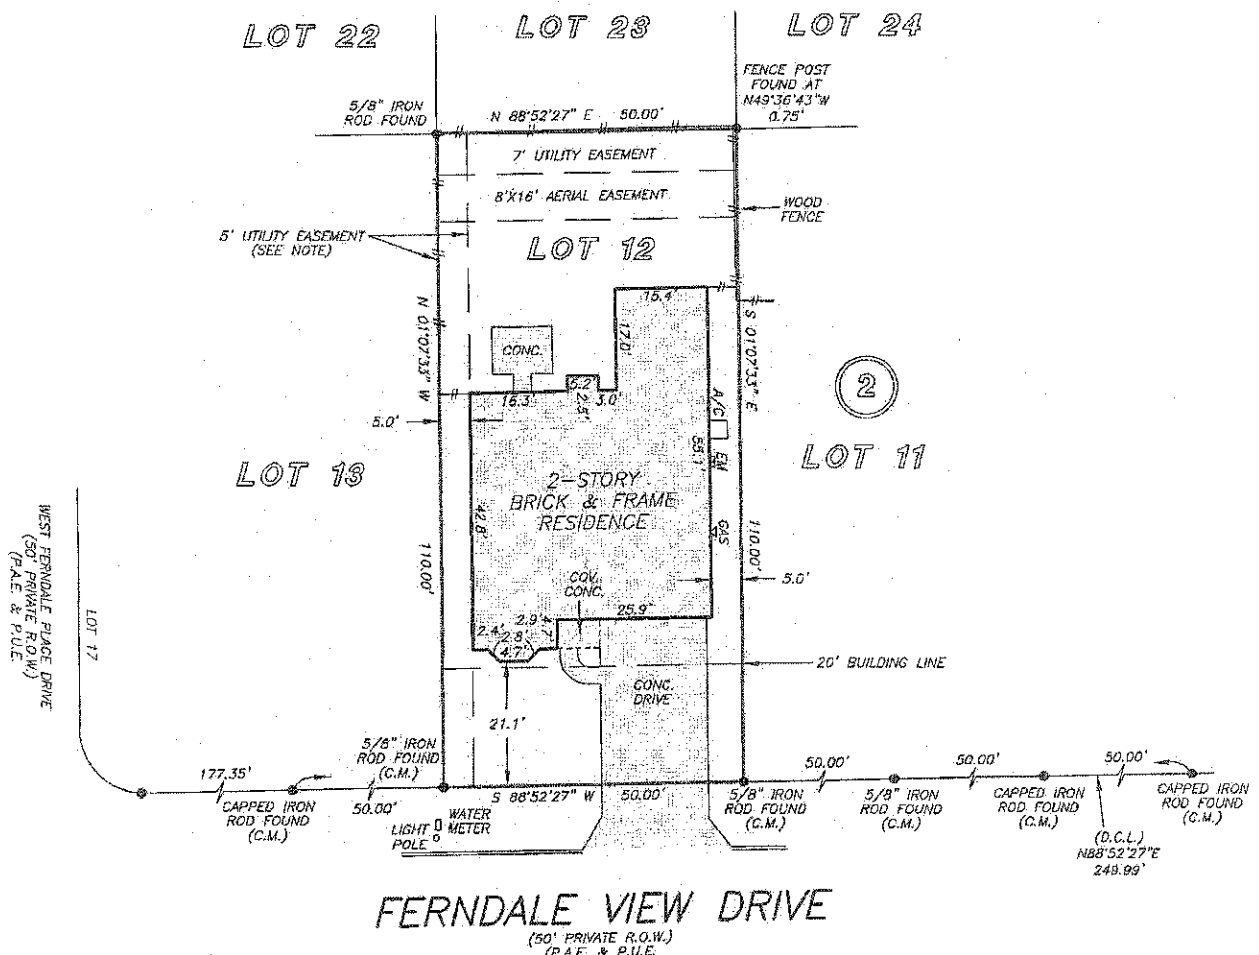 LOT 22
LOT 23
LOT 24
FENCE POST
FOUND AT
N49°36'43"W
0.75'
5/8" IRON
ROD FOUND
N 88°52'27" E 50.00'
7' UTILITY EASEMENT
8'X16' AERIAL EASEMENT
WOOD
FENCE
5' UTILITY EASEMENT
(SEE NOTE)
LOT 12
15.4'
17.0'
N 01°07'33" W
S 01°07'33" E
CONC.
16.3'
5.2'
2.5'
3.0'
2
A/C
5.0'
55.1'
EM
LOT 13
LOT 11
2-STORY
BRICK & FRAME
RESIDENCE
42.8'
GAS
110.00'
110.00'
WEST FERNDALE PLACE DRIVE
(50' PRIVATE R.O.W.)
(P.A.E. & P.U.E.
LOT 17
COV.
CONC.
5.0'
25.9'
2.9'
4.7'
2.4'
2.8'
4.7'
20' BUILDING LINE
CONC.
DRIVE
21.1'
5/8" IRON
ROD FOUND
(C.M.)
177.35'
CAPPED IRON
ROD FOUND
(C.M.)
50.00'
S 88°52'27" W 50.00'
50.00'
50.00'
50.00'
5/8" IRON
ROD FOUND
(C.M.)
5/8" IRON
ROD FOUND
(C.M.)
CAPPED IRON
ROD FOUND
(C.M.)
CAPPED IRON
ROD FOUND
(C.M.)
WATER
METER
LIGHT
POLE
(D.C.L.)
N88°52'27"E
249.99'
FERNDALE VIEW DRIVE
(50' PRIVATE R.O.W.)
(P.A.E. & P.U.E.